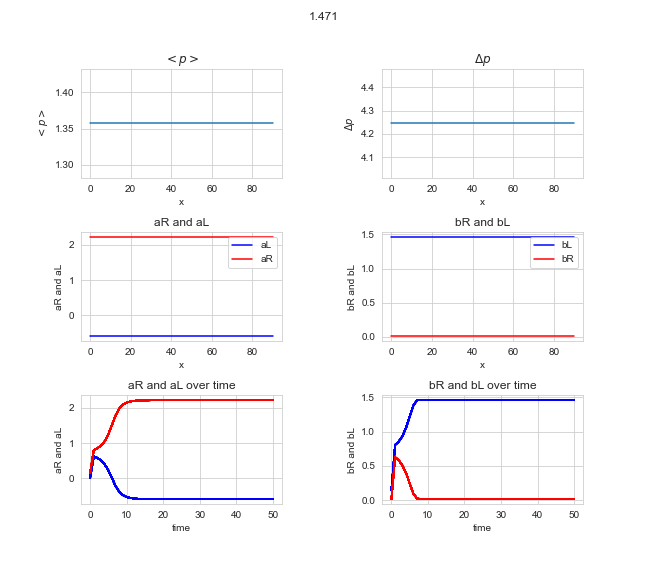 1.471
< p >
Δp
1.40
1.35
1.30
< p >
0 20 40 60 80
x
4.4
4.3
4.2
4.1
Δp
0 20 40 60 80
x
aR and aL
bR and bL
2
1
0
aR and aL
aL
aR
0 20 40 60 80
x
1.5
1.0
0.5
0.0
bR and bL
bL
bR
0 20 40 60 80
x
aR and aL over time
bR and bL over time
2
1
0
aR and aL
0 10 20 30 40 50
time
1.5
1.0
0.5
0.0
bR and bL
0 10 20 30 40 50
time